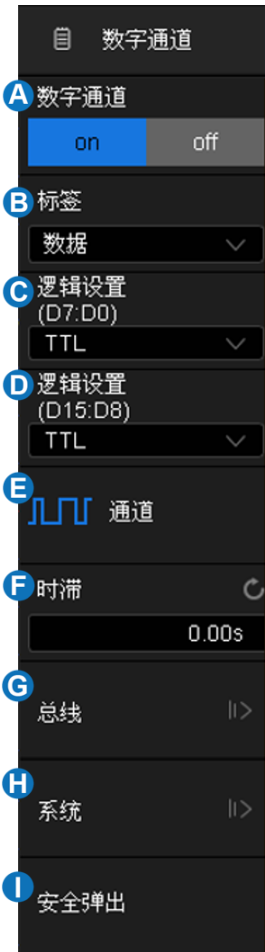 数字通道
A 数字通道
on off
B 标签
数据
C 逻辑设置
(D7:D0)
TTL
D 逻辑设置
(D15:D8)
TTL
E
通道
F 时滞
0.00s
G
总线
H
系统
I
安全弹出